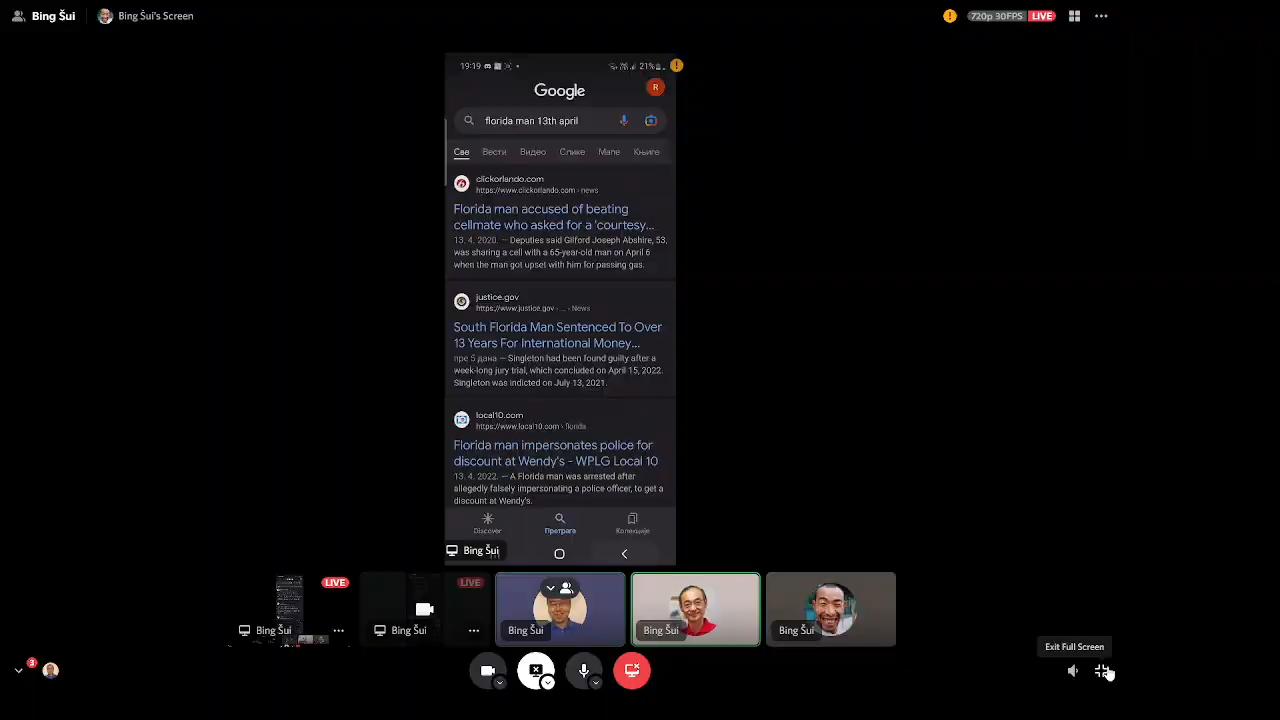 Bing Šui
Bing Šui's Screen
720p 30FPS LIVE
19:19
21%
Google
R
florida man 13th april
Све Вести Видео Слике Мапе Књиге
clickorlando.com
https://www.clickorlando.com › news
Florida man accused of beating
cellmate who asked for a 'courtesy...
13. 4. 2020. — Deputies said Gilford Joseph Abshire, 53,
was sharing a cell with a 65-year-old man on April 6
when the man got upset with him for passing gas.
justice.gov
https://www.justice.gov › ... › News
South Florida Man Sentenced To Over
13 Years For International Money...
пре 5 дана — Singleton had been found guilty after a
week-long jury trial, which concluded on April 15, 2022.
Singleton was indicted on July 13, 2021.
local10.com
https://www.local10.com › florida
Florida man impersonates police for
discount at Wendy's - WPLG Local 10
13. 4. 2022. — A Florida man was arrested after
allegedly falsely impersonating a police officer, to get a
discount at Wendy's.
Discover Претрага Колекције
Bing Šui
LIVE
LIVE
Bing Šui
Bing Šui
Bing Šui
Bing Šui
Bing Šui
Exit Full Screen
3